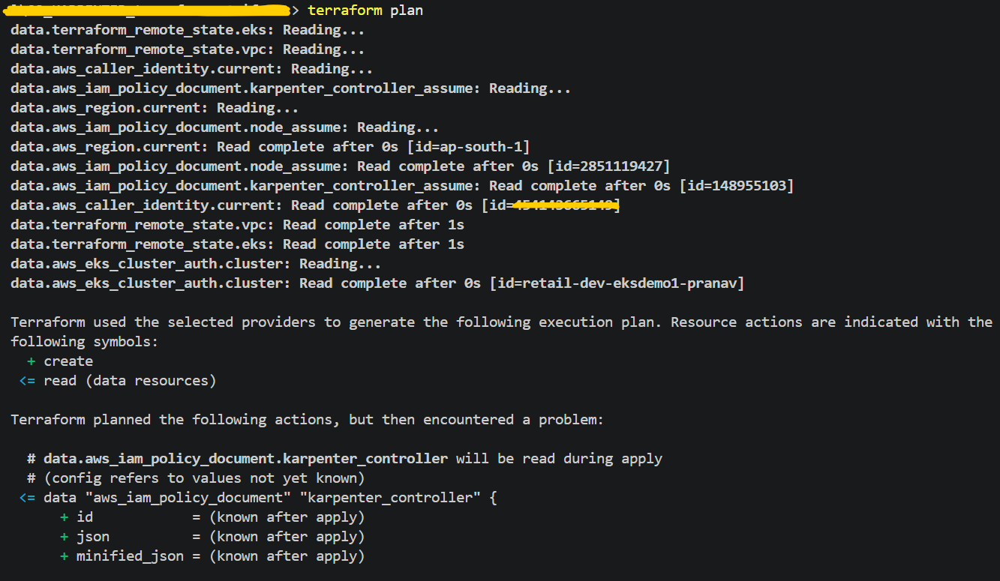 > terraform plan
data.terraform_remote_state.eks: Reading...
data.terraform_remote_state.vpc: Reading...
data.aws_caller_identity.current: Reading...
data.aws_iam_policy_document.karpenter_controller_assume: Reading...
data.aws_region.current: Reading...
data.aws_iam_policy_document.node_assume: Reading...
data.aws_region.current: Read complete after 0s [id=ap-south-1]
data.aws_iam_policy_document.node_assume: Read complete after 0s [id=2851119427]
data.aws_iam_policy_document.karpenter_controller_assume: Read complete after 0s [id=148955103]
data.aws_caller_identity.current: Read complete after 0s [id=]
data.terraform_remote_state.vpc: Read complete after 1s
data.terraform_remote_state.eks: Read complete after 1s
data.aws_eks_cluster_auth.cluster: Reading...
data.aws_eks_cluster_auth.cluster: Read complete after 0s [id=retail-dev-eksdemo1-pranav]
Terraform used the selected providers to generate the following execution plan. Resource actions are indicated with the
following symbols:
+ create
<= read (data resources)
Terraform planned the following actions, but then encountered a problem:
# data.aws_iam_policy_document.karpenter_controller will be read during apply
# (config refers to values not yet known)
<= data "aws_iam_policy_document" "karpenter_controller" {
+ id = (known after apply)
+ json = (known after apply)
+ minified_json = (known after apply)